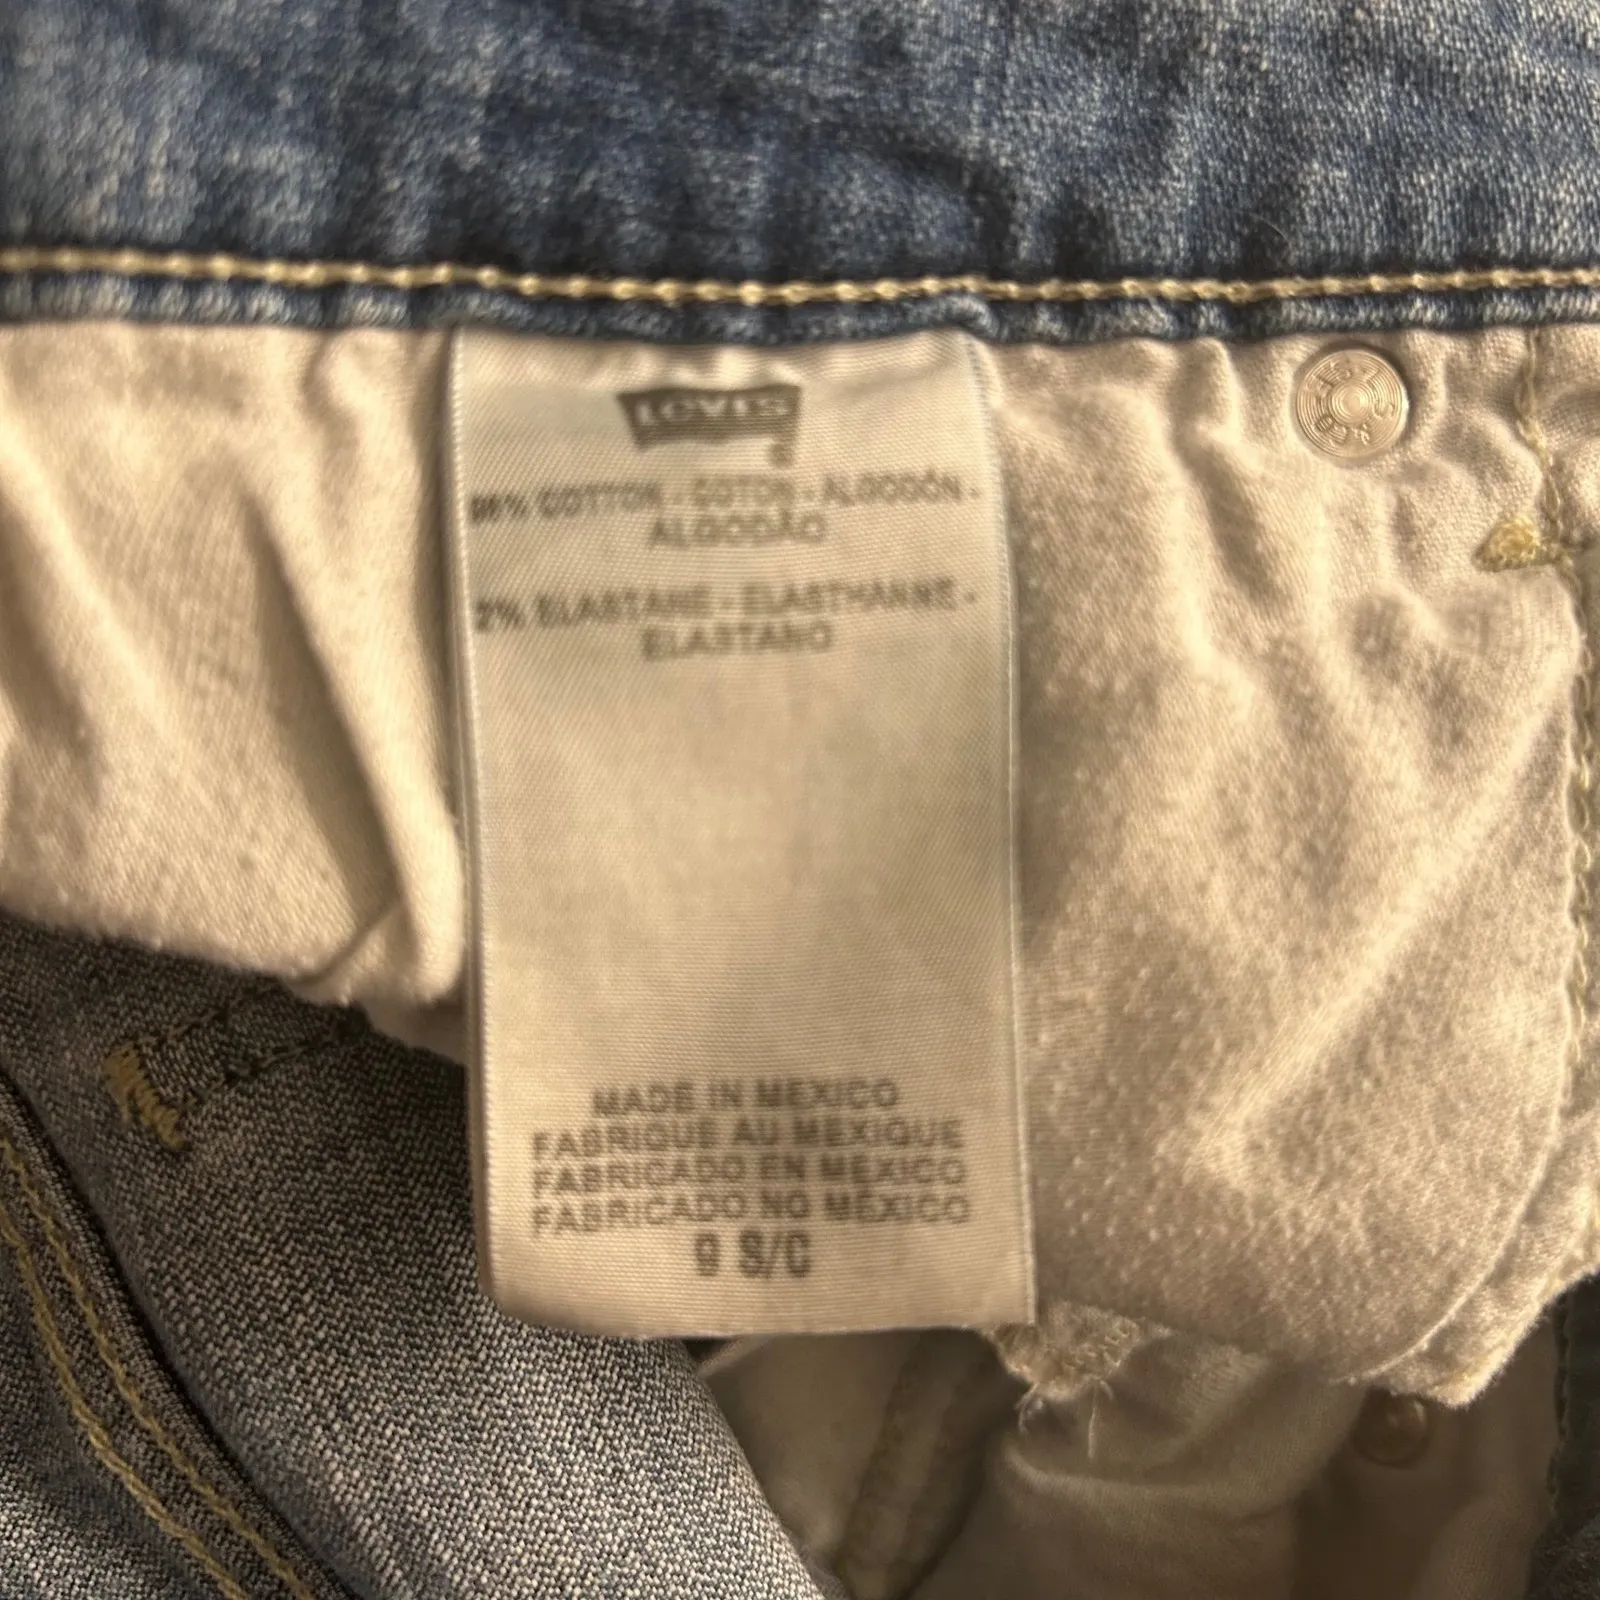 LEVI'S
®
98% COTTON - COTON - ALGODÓN -
ALGODÃO
2% ELASTANE - ELASTHANNE -
ELASTANO
MADE IN MEXICO
FABRIQUÉ AU MEXIQUE
FABRICADO EN MÉXICO
FABRICADO NO MÉXICO
9 S/C